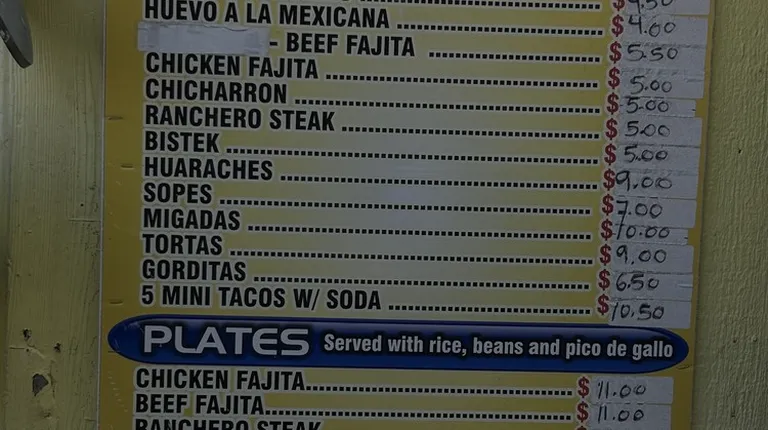 HUEVO A LA MEXICANA $4.00
- BEEF FAJITA $5.50
CHICKEN FAJITA $5.00
CHICHARRON $5.00
RANCHERO STEAK $5.00
BISTEK $5.00
HUARACHES $9.00
SOPES $7.00
MIGADAS $10.00
TORTAS $9.00
GORDITAS $6.50
5 MINI TACOS W/ SODA $10.50
PLATES Served with rice, beans and pico de gallo
CHICKEN FAJITA $11.00
BEEF FAJITA $11.00
RANCHERO STEAK